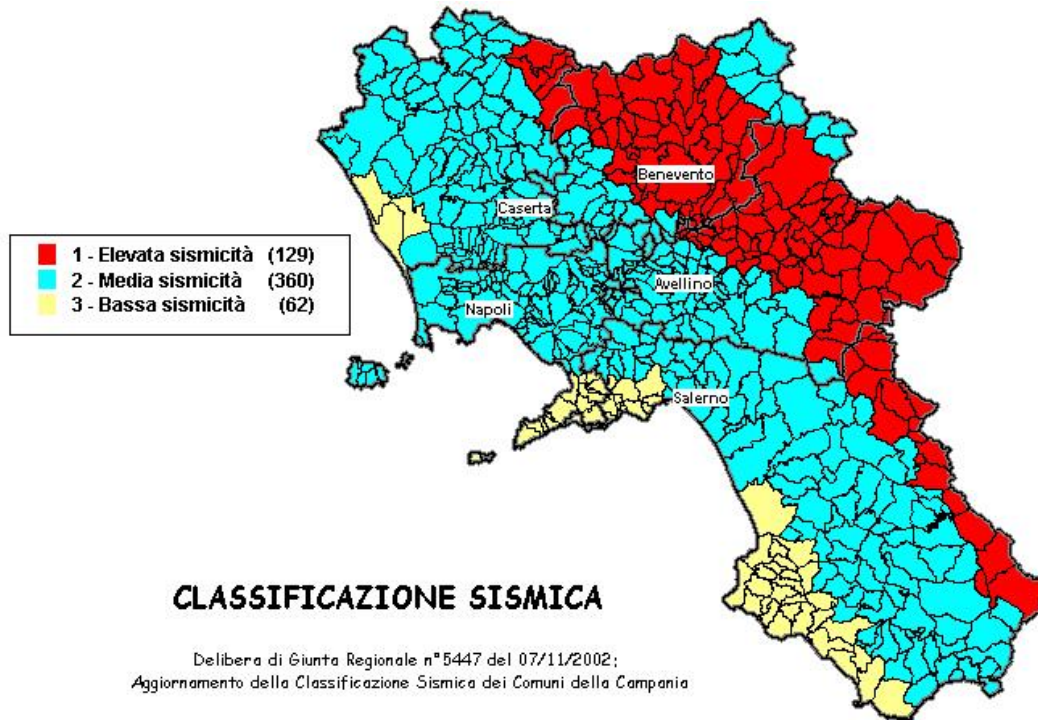 Benevento
Caserta
1 - Elevata sismicità (129)
2 - Media sismicità (360)
3 - Bassa sismicità (62)
Avellino
Napoli
Salerno
CLASSIFICAZIONE SISMICA
Delibera di Giunta Regionale n°5447 del 07/11/2002;
Aggiornamento della Classificazione Sismica dei Comuni della Campania